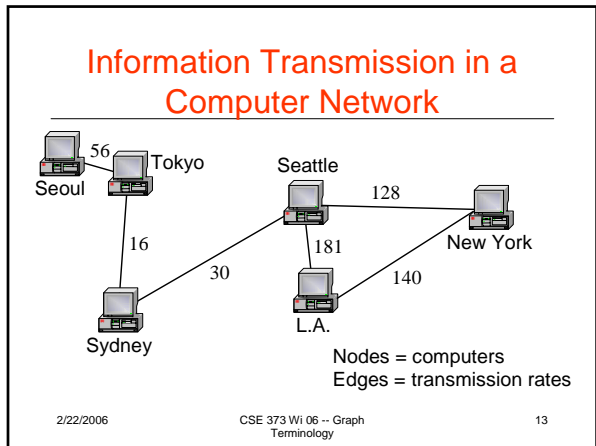 Information Transmission in a
Computer Network
56
Tokyo
Seoul
Seattle
128
New York
16
30
181
140
L.A.
Sydney
Nodes = computers
Edges = transmission rates
2/22/2006
CSE 373 Wi 06 -- Graph
Terminology
13